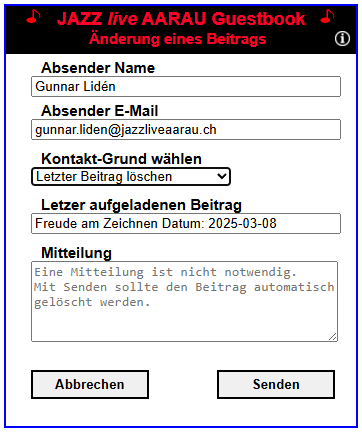 JAZZ live AARAU Guestbook
Änderung eines Beitrags
Absender Name
Gunnar Lidén
Absender E-Mail
gunnar.liden@jazzliveaarau.ch
Kontakt-Grund wählen
Letzter Beitrag löschen
Letzer aufgeladenen Beitrag
Freude am Zeichnen Datum: 2025-03-08
Mitteilung
Eine Mitteilung ist nicht notwendig.
Mit Senden sollte den Beitrag automatisch
gelöscht werden.
Abbrechen Senden